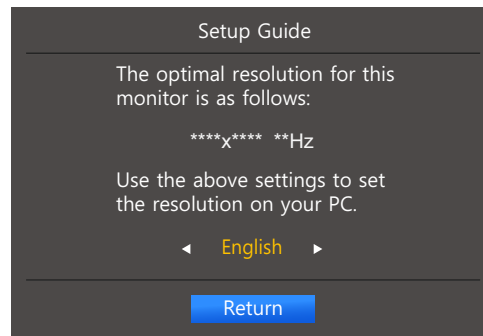 Setup Guide
The optimal resolution for this
monitor is as follows:
****x**** **Hz
Use the above settings to set
the resolution on your PC.
◄ English ►
Return